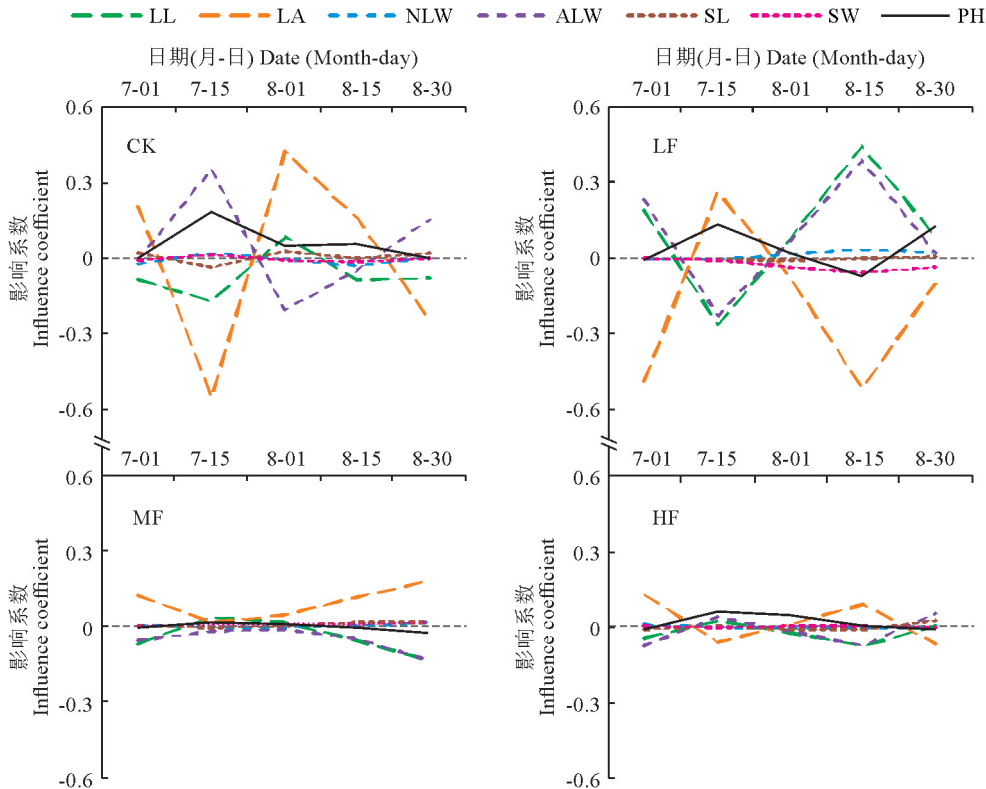 LL LA NLW ALW SL SW PH
日期(月-日) Date (Month-day)
7-01 7-15 8-01 8-15 8-30
0.6
0.3
0
-0.3
-0.6
影响系数
Influence coefficient
CK
日期(月-日) Date (Month-day)
7-01 7-15 8-01 8-15 8-30
0.6
0.3
0
-0.3
-0.6
影响系数
Influence coefficient
LF
7-01 7-15 8-01 8-15 8-30
0.6
0.3
0
-0.3
-0.6
影响系数
Influence coefficient
MF
7-01 7-15 8-01 8-15 8-30
0.6
0.3
0
-0.3
-0.6
影响系数
Influence coefficient
HF